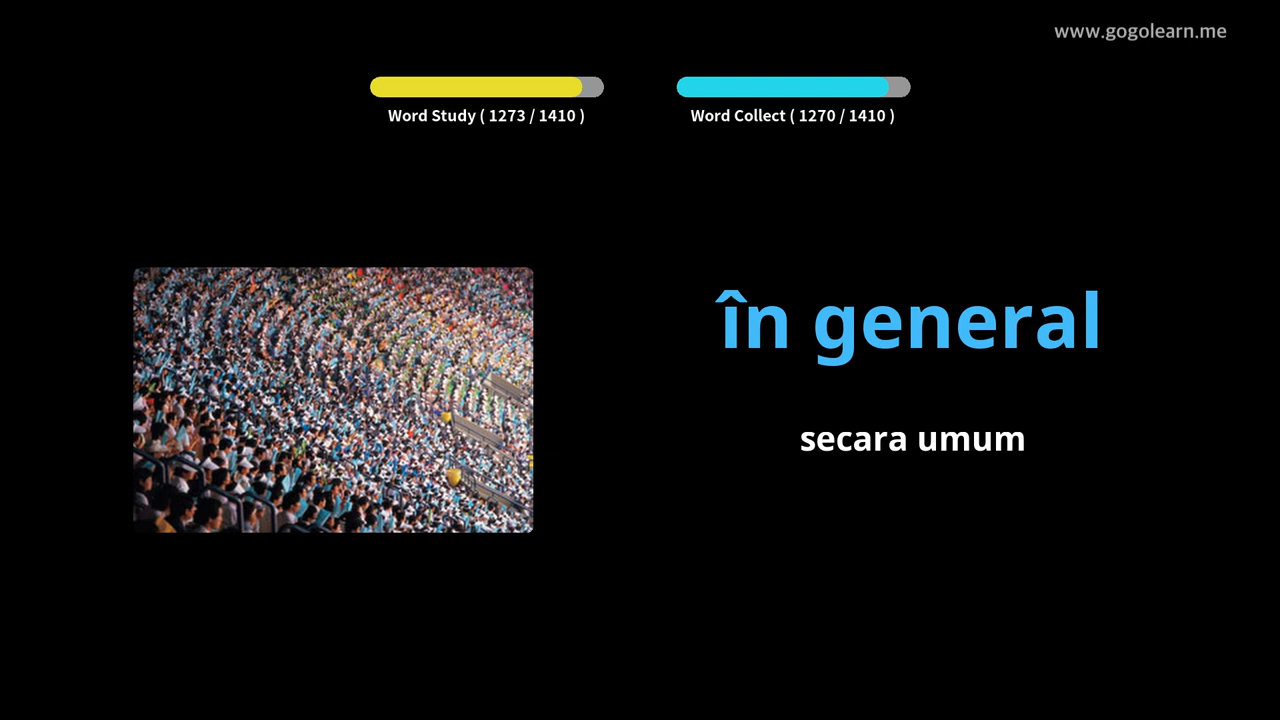 www.gogolearn.me
Word Study ( 1273 / 1410 )
Word Collect ( 1270 / 1410 )
în general
secara umum